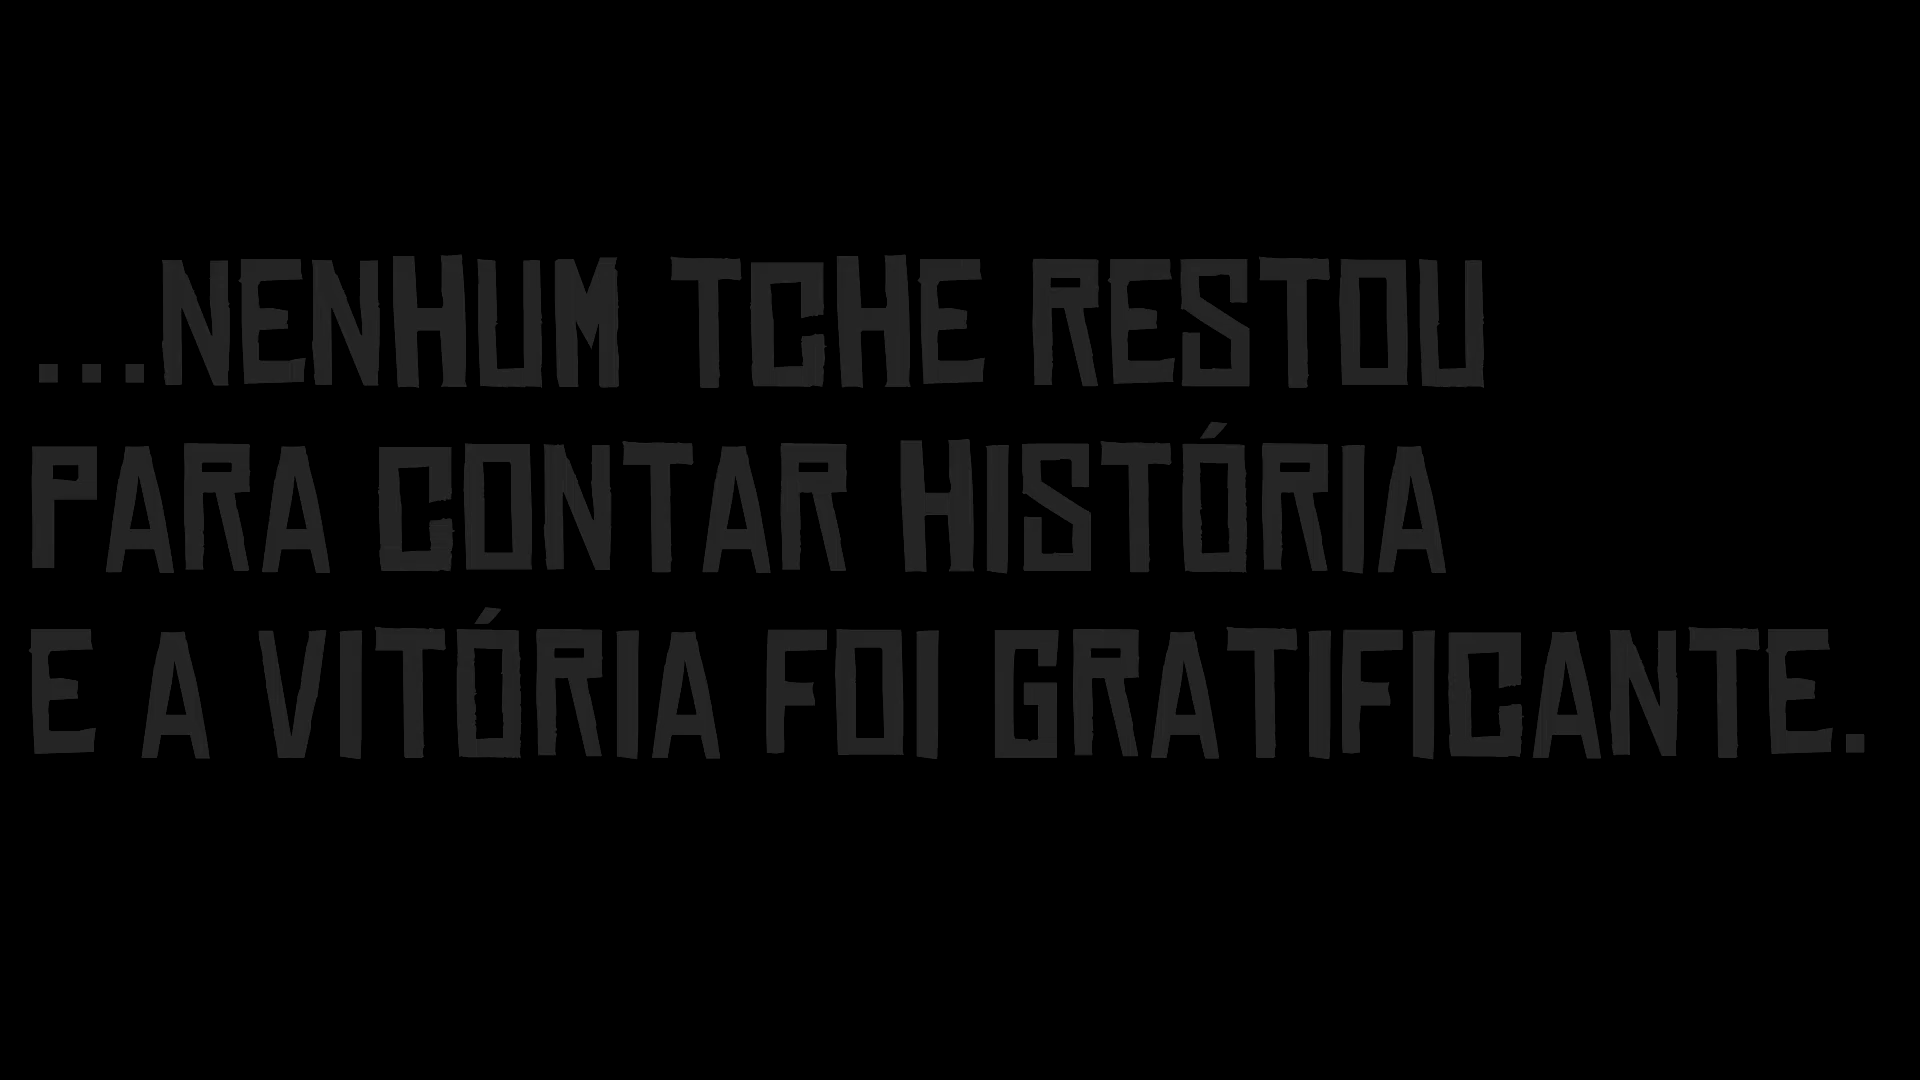 ...NENHUM TCHE RESTOU
PARA CONTAR HISTÓRIA
E A VITÓRIA FOI GRATIFICANTE.